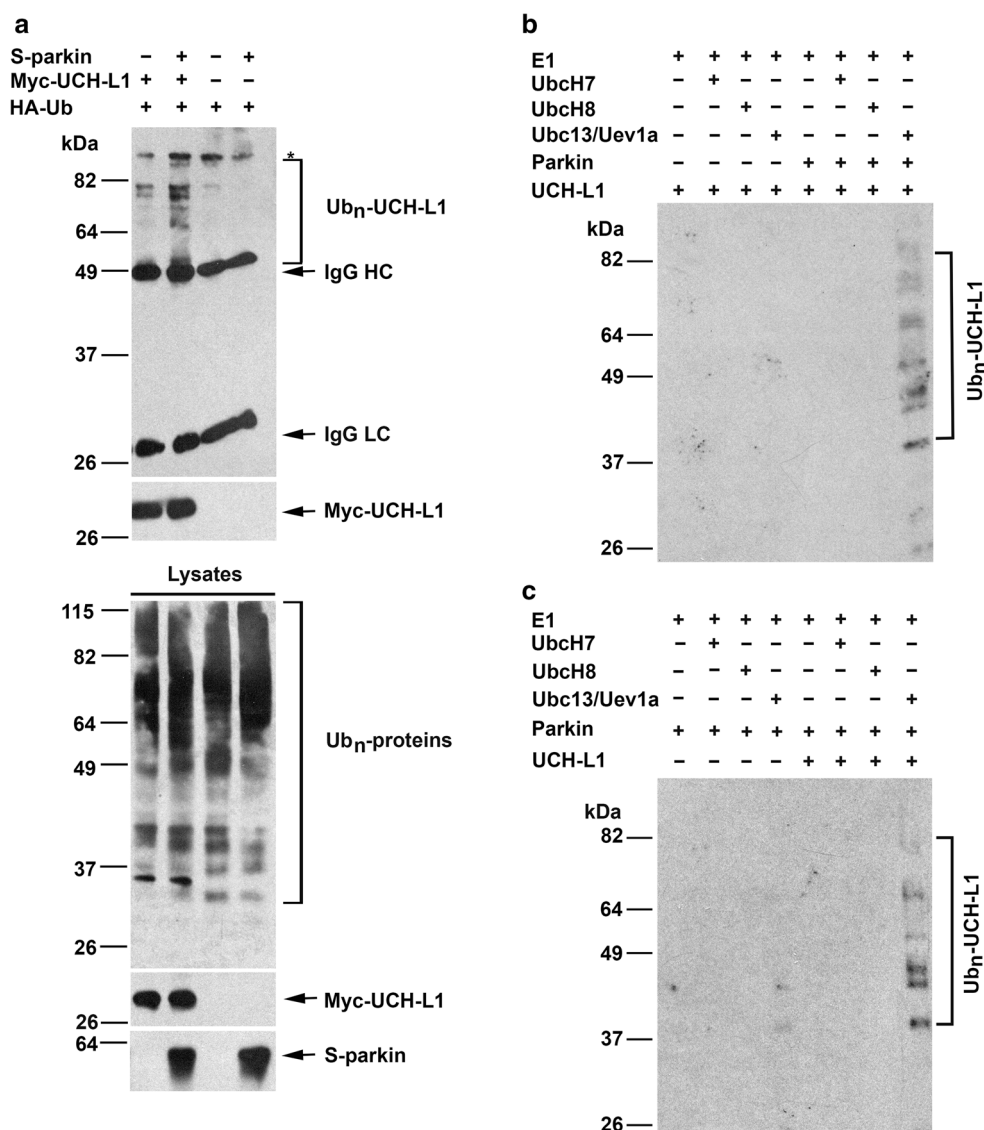 a
S-parkin − + − +
Myc-UCH-L1 + + − −
HA-Ub + + + +
kDa
82
64
49
37
26
*
Ubn-UCH-L1
IgG HC
IgG LC
Myc-UCH-L1
26
Lysates
115
82
64
49
37
26
Ubn-proteins
Myc-UCH-L1
26
64
S-parkin
b
E1 + + + + + + + +
UbcH7 − + − − − + − −
UbcH8 − − + − − − + −
Ubc13/Uev1a − − − + − − − +
Parkin − − − − + + + +
UCH-L1 + + + + + + + +
kDa
82
64
49
37
26
Ubn-UCH-L1
c
E1 + + + + + + + +
UbcH7 − + − − − + − −
UbcH8 − − + − − − + −
Ubc13/Uev1a − − − + − − − +
Parkin + + + + + + + +
UCH-L1 − − − − + + + +
kDa
82
64
49
37
26
Ubn-UCH-L1